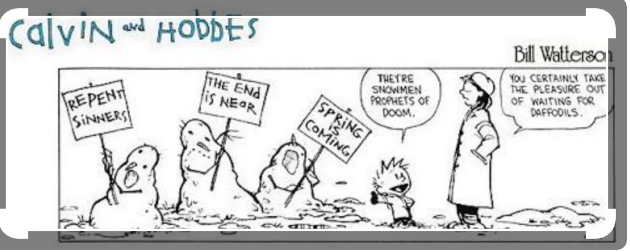 Calvin and HOBBES
Bill Watterson
REPENT
SINNERS
THE END
IS NEAR
SPRING
IS
COMING
THEY'RE
SNOWMEN
PROPHETS OF
DOOM.
YOU CERTAINLY TAKE
THE PLEASURE OUT
OF WAITING FOR
DAFFODILS.